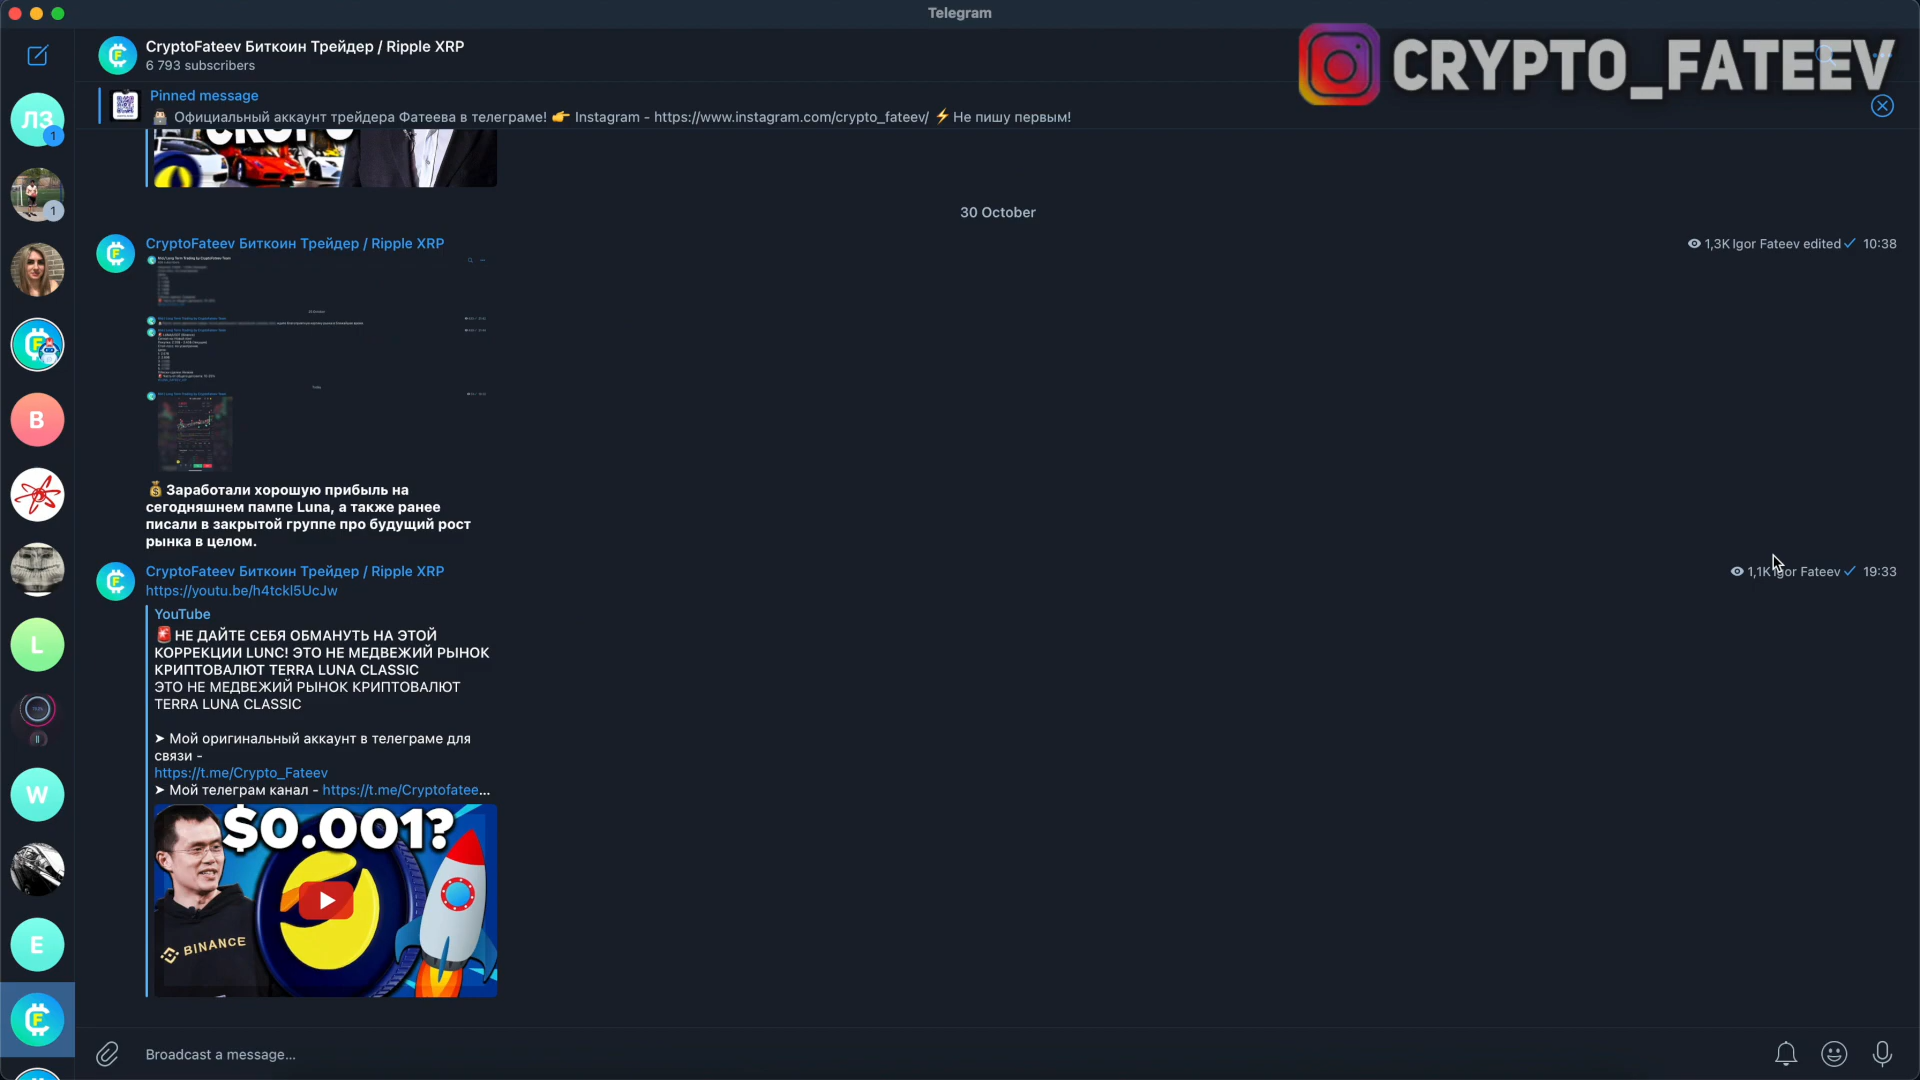 Telegram
CryptoFateev Биткоин Трейдер / Ripple XRP
6 793 subscribers
CRYPTO_FATEEV
Pinned message
Официальный аккаунт трейдера Фатеева в телеграме! 👉 Instagram - https://www.instagram.com/crypto_fateev/ ⚡ Не пишу первым!
ЛЗ
1
1
B
L
W
E
30 October
CryptoFateev Биткоин Трейдер / Ripple XRP
1,3K Igor Fateev edited ✓ 10:38
💰 Заработали хорошую прибыль на
сегодняшнем пампе Luna, а также ранее
писали в закрытой группе про будущий рост
рынка в целом.
CryptoFateev Биткоин Трейдер / Ripple XRP
1,1K Igor Fateev ✓ 19:33
https://youtu.be/h4tckl5UcJw
YouTube
🚨НЕ ДАЙТЕ СЕБЯ ОБМАНУТЬ НА ЭТОЙ
КОРРЕКЦИИ LUNC! ЭТО НЕ МЕДВЕЖИЙ РЫНОК
КРИПТОВАЛЮТ TERRA LUNA CLASSIC
ЭТО НЕ МЕДВЕЖИЙ РЫНОК КРИПТОВАЛЮТ
TERRA LUNA CLASSIC
➤ Мой оригинальный аккаунт в телеграме для
связи -
https://t.me/Crypto_Fateev
➤ Мой телеграм канал - https://t.me/Cryptofatee...
$0.001?
BINANCE
Broadcast a message...